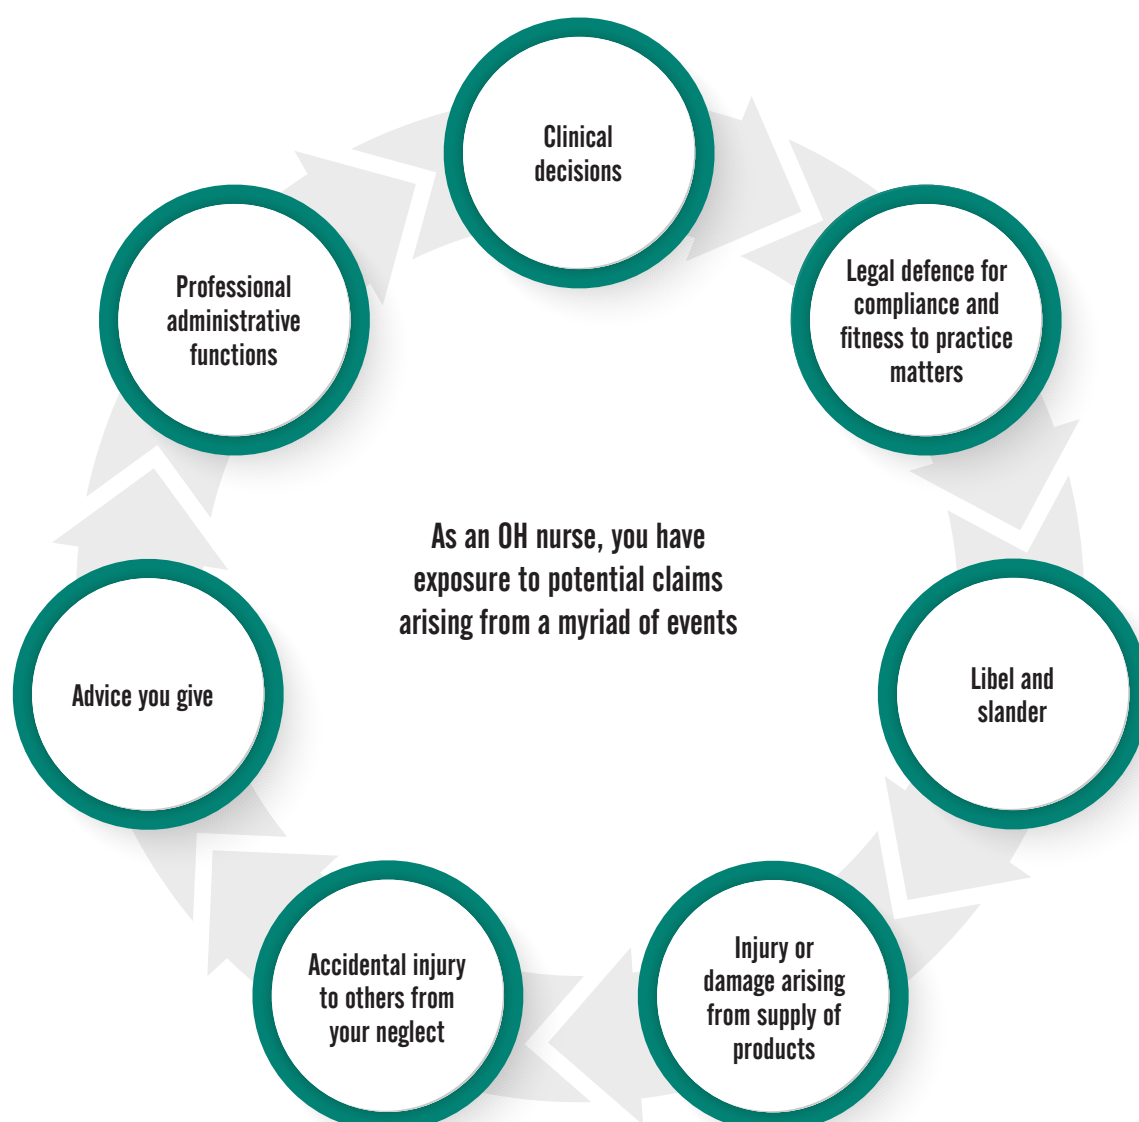 Clinical
decisions
Legal defence for
compliance and
fitness to practice
matters
Libel and
slander
Injury or
damage arising
from supply of
products
Accidental injury
to others from
your neglect
Advice you give
Professional
administrative
functions
As an OH nurse, you have
exposure to potential claims
arising from a myriad of events